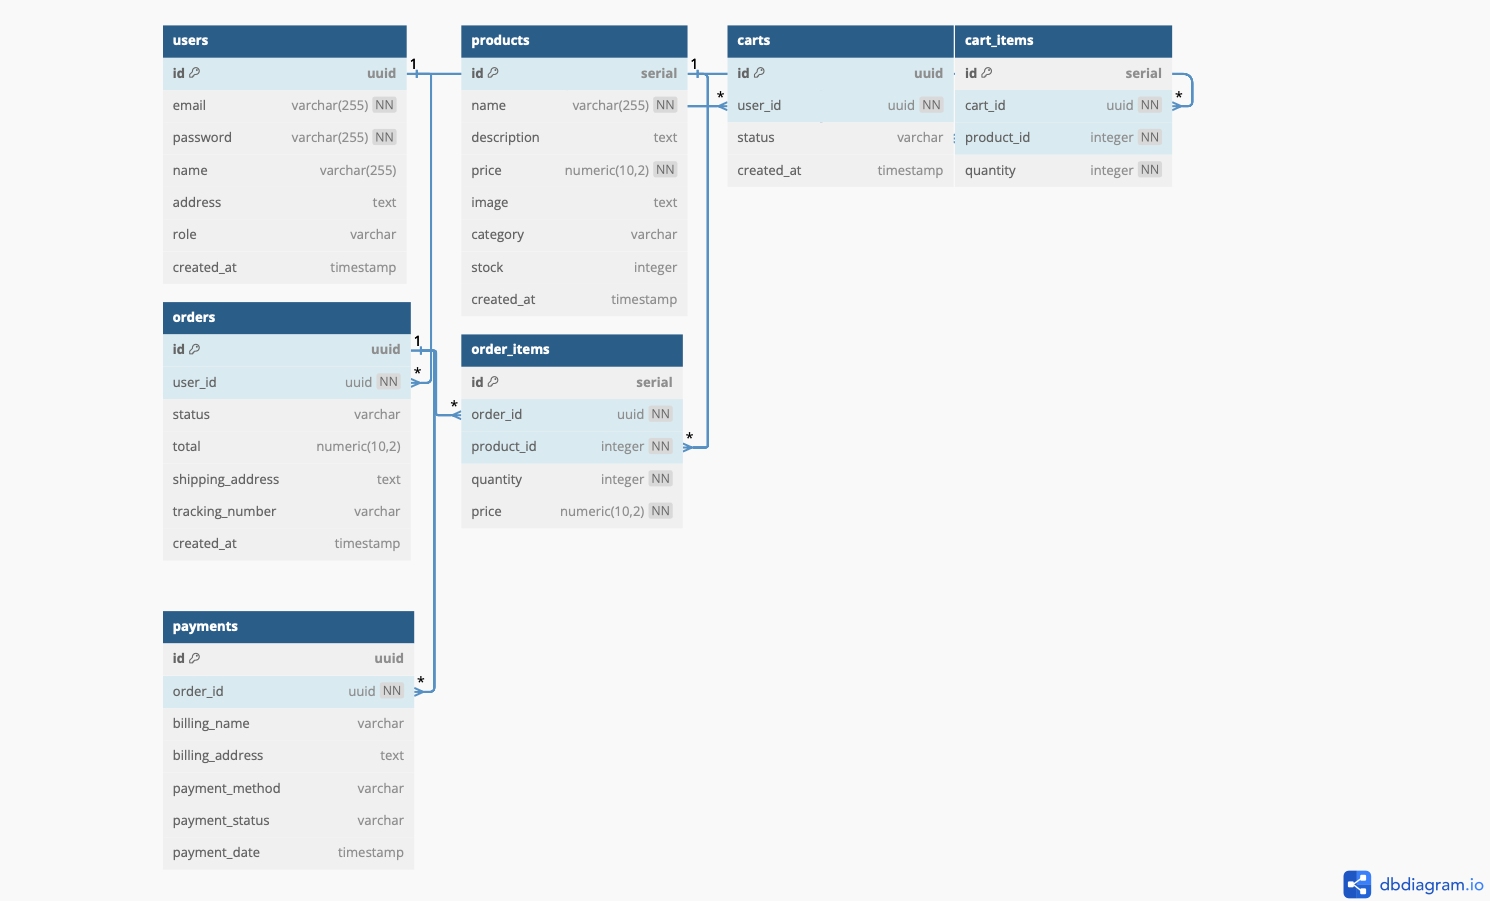 users
id uuid
email varchar(255) NN
password varchar(255) NN
name varchar(255)
address text
role varchar
created_at timestamp
1
products
id serial
name varchar(255) NN
description text
price numeric(10,2) NN
image text
category varchar
stock integer
created_at timestamp
1
*
carts
id uuid
user_id uuid NN
status varchar
created_at timestamp
cart_items
id serial
cart_id uuid NN
product_id integer NN
quantity integer NN
*
orders
id uuid
user_id uuid NN
status varchar
total numeric(10,2)
shipping_address text
tracking_number varchar
created_at timestamp
1
*
*
order_items
id serial
order_id uuid NN
product_id integer NN
quantity integer NN
price numeric(10,2) NN
*
payments
id uuid
order_id uuid NN
billing_name varchar
billing_address text
payment_method varchar
payment_status varchar
payment_date timestamp
*
dbdiagram.io